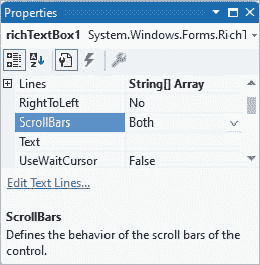 Properties
richTextBox1 System.Windows.Forms.RichT
Lines String[] Array
RightToLeft No
ScrollBars Both
Text
UseWaitCursor False
Edit Text Lines...
ScrollBars
Defines the behavior of the scroll bars of the
control.